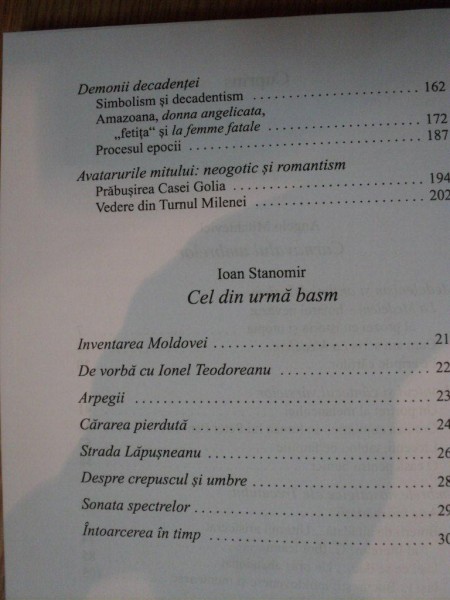 Demonii decadenței
Simbolism și decadentism ........................ 162
Amazoana, donna angelicata,
„fetița“ și la femme fatale ........................ 172
Procesul epocii ........................ 187
Avatarurile mitului: neogotic și romantism
Prăbușirea Casei Golia ........................ 194
Vedere din Turnul Milenei ........................ 202
Ioan Stanomir
Cel din urmă basm
Inventarea Moldovei ........................ 21
De vorbă cu Ionel Teodoreanu ........................ 22
Arpegii ........................ 23
Cărarea pierdută ........................ 24
Strada Lăpușneanu ........................ 26
Despre crepuscul și umbre ........................ 28
Sonata spectrelor ........................ 29
Întoarcerea în timp ........................ 30